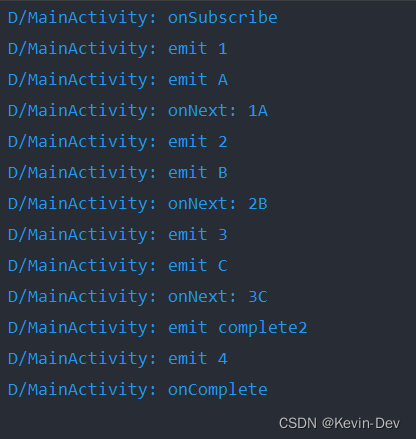 D/MainActivity: onSubscribe
D/MainActivity: emit 1
D/MainActivity: emit A
D/MainActivity: onNext: 1A
D/MainActivity: emit 2
D/MainActivity: emit B
D/MainActivity: onNext: 2B
D/MainActivity: emit 3
D/MainActivity: emit C
D/MainActivity: onNext: 3C
D/MainActivity: emit complete2
D/MainActivity: emit 4
D/MainActivity: onComplete
CSDN @Kevin-Dev